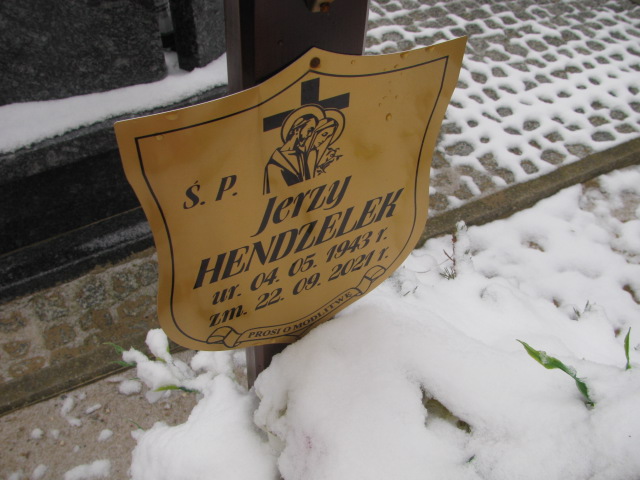 Ś. P.
Jerzy
HENDZELEK
ur. 04. 05. 1943 r.
zm. 22. 09. 2021 r.
PROSI O MODLITWĘ